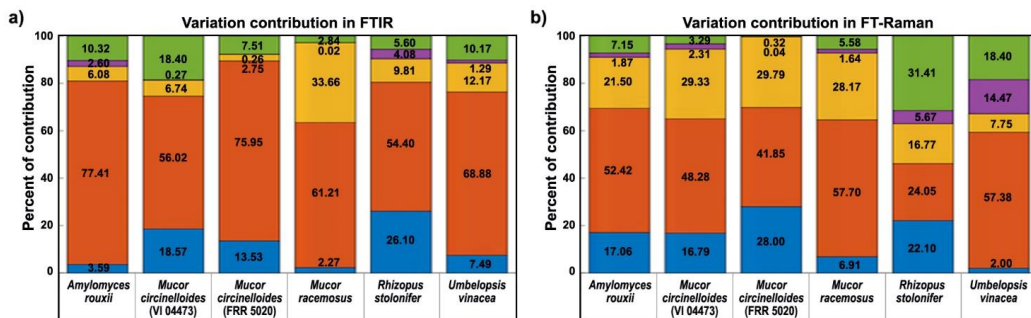 a)
Variation contribution in FTIR
Percent of contribution
100
80
60
40
20
0
10.32
2.60
6.08
77.41
3.59
18.40
0.27
6.74
56.02
18.57
7.51
0.26
2.75
75.95
13.53
2.84
0.02
33.66
61.21
2.27
5.60
4.08
9.81
54.40
26.10
10.17
1.29
12.17
68.88
7.49
Amylomyces
rouxii
Mucor
circinelloides
(VI 04473)
Mucor
circinelloides
(FRR 5020)
Mucor
racemosus
Rhizopus
stolonifer
Umbelopsis
vinacea
b)
Variation contribution in FT-Raman
Percent of contribution
100
80
60
40
20
0
7.15
1.87
21.50
52.42
17.06
3.29
2.31
29.33
48.28
16.79
0.32
0.04
29.79
41.85
28.00
5.58
1.64
28.17
57.70
6.91
31.41
5.67
16.77
24.05
22.10
18.40
14.47
7.75
57.38
2.00
Amylomyces
rouxii
Mucor
circinelloides
(VI 04473)
Mucor
circinelloides
(FRR 5020)
Mucor
racemosus
Rhizopus
stolonifer
Umbelopsis
vinacea